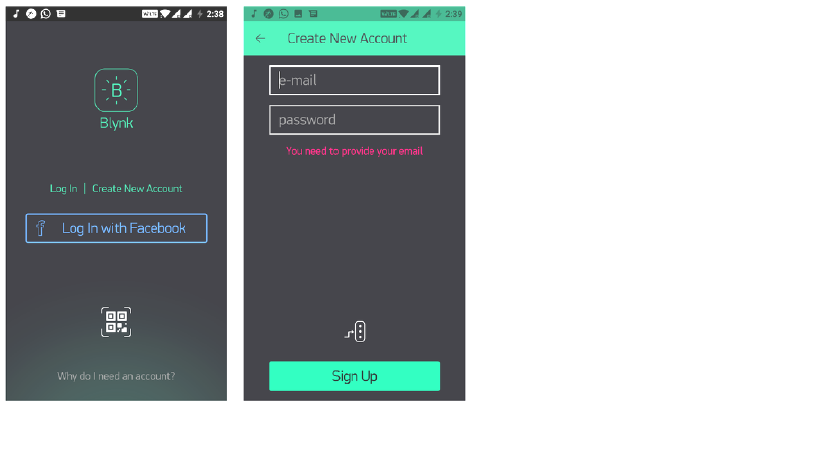 2:38
B
Blynk
Log In | Create New Account
f Log In with Facebook
Why do I need an account?
2:39
Create New Account
e-mail
password
You need to provide your email
Sign Up